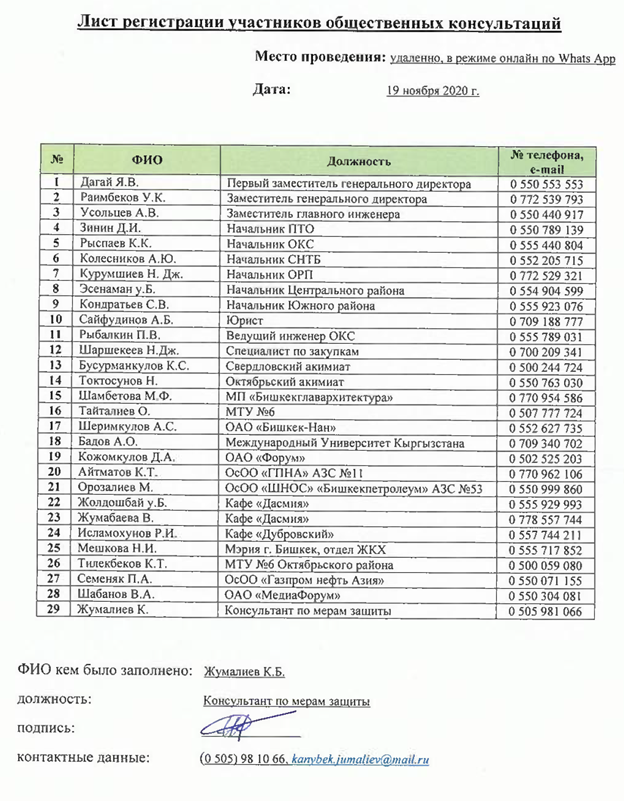 Лист регистрации участников общественных консультаций
Место проведения: удаленно, в режиме онлайн по Whats App
Дата: 19 ноября 2020 г.
№ ФИО Должность № телефона, e-mail
1 Дагай Я.В. Первый заместитель генерального директора 0 550 553 553
2 Раимбеков У.К. Заместитель генерального директора 0 772 539 793
3 Усольцев А.В. Заместитель главного инженера 0 550 440 917
4 Зинин Д.И. Начальник ПТО 0 550 789 139
5 Рыспаев К.К. Начальник ОКС 0 555 440 804
6 Колесников А.Ю. Начальник СНТБ 0 552 205 715
7 Курумшиев Н. Дж. Начальник ОРП 0 772 529 321
8 Эсенаман у.Б. Начальник Центрального района 0 554 904 599
9 Кондратьев С.В. Начальник Южного района 0 555 923 076
10 Сайфудинов А.Б. Юрист 0 709 188 777
11 Рыбалкин П.В. Ведущий инженер ОКС 0 555 789 031
12 Шаршекеев Н.Дж. Специалист по закупкам 0 700 209 341
13 Бусурманкулов К.С. Свердловский акимиат 0 500 244 724
14 Токтосунов Н. Октябрьский акимиат 0 550 763 030
15 Шамбетова М.Ф. МП «Бишкекглавархитектура» 0 770 954 586
16 Тайталиев О. МТУ №6 0 507 777 724
17 Шеримкулов А.С. ОАО «Бишкек-Нан» 0 552 627 735
18 Бадов А.О. Международный Университет Кыргызстана 0 709 340 702
19 Кожомкулов Д.А. ОАО «Форум» 0 502 525 203
20 Айтматов К.Т. ОсОО «ГПНА» АЗС №11 0 770 962 106
21 Орозалиев М. ОсОО «ШНОС» «Бишкекпетролеум» АЗС №53 0 550 999 860
22 Жолдошбай у.Б. Кафе «Дасмия» 0 555 929 993
23 Жумабаева В. Кафе «Дасмия» 0 778 557 744
24 Исламохунов Р.И. Кафе «Дубровский» 0 557 744 211
25 Мешкова Н.И. Мэрия г. Бишкек, отдел ЖКХ 0 555 717 852
26 Тилекбеков К.Т. МТУ №6 Октябрьского района 0 500 059 080
27 Семеняк П.А. ОсОО «Газпром нефть Азия» 0 550 071 155
28 Шабанов В.А. ОАО «МедиаФорум» 0 550 304 081
29 Жумалиев К. Консультант по мерам защиты 0 505 981 066
ФИО кем было заполнено: Жумалиев К.Б.
должность: Консультант по мерам защиты
подпись:
контактные данные: (0 505) 98 10 66, kanybek.jumaliev@mail.ru